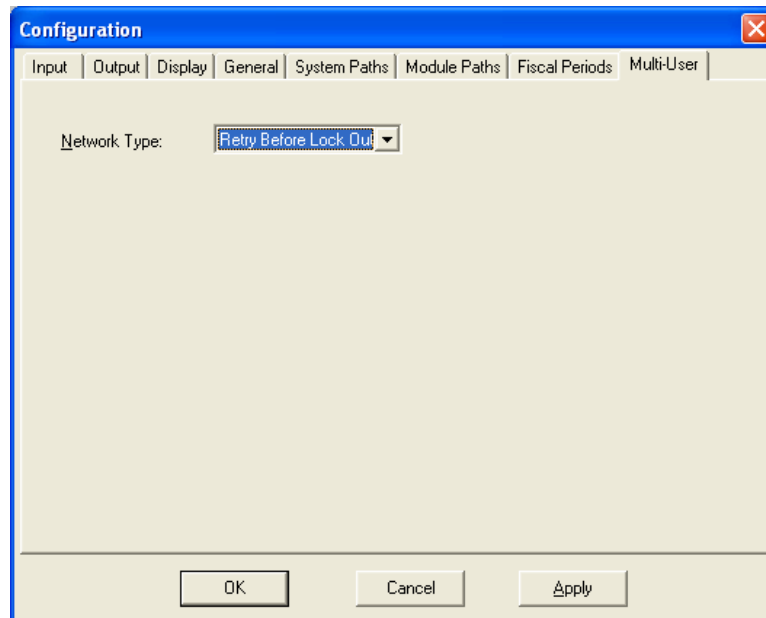 Configuration
Input Output Display General System Paths Module Paths Fiscal Periods Multi-User
Network Type: Retry Before Lock Ou
OK Cancel Apply